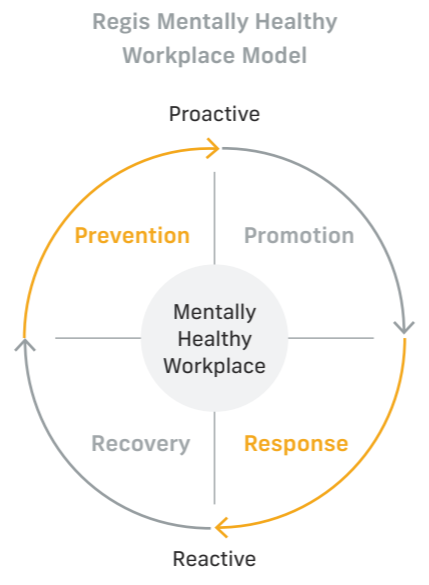 Regis Mentally Healthy
Workplace Model
Proactive
Prevention
Promotion
Mentally
Healthy
Workplace
Recovery
Response
Reactive